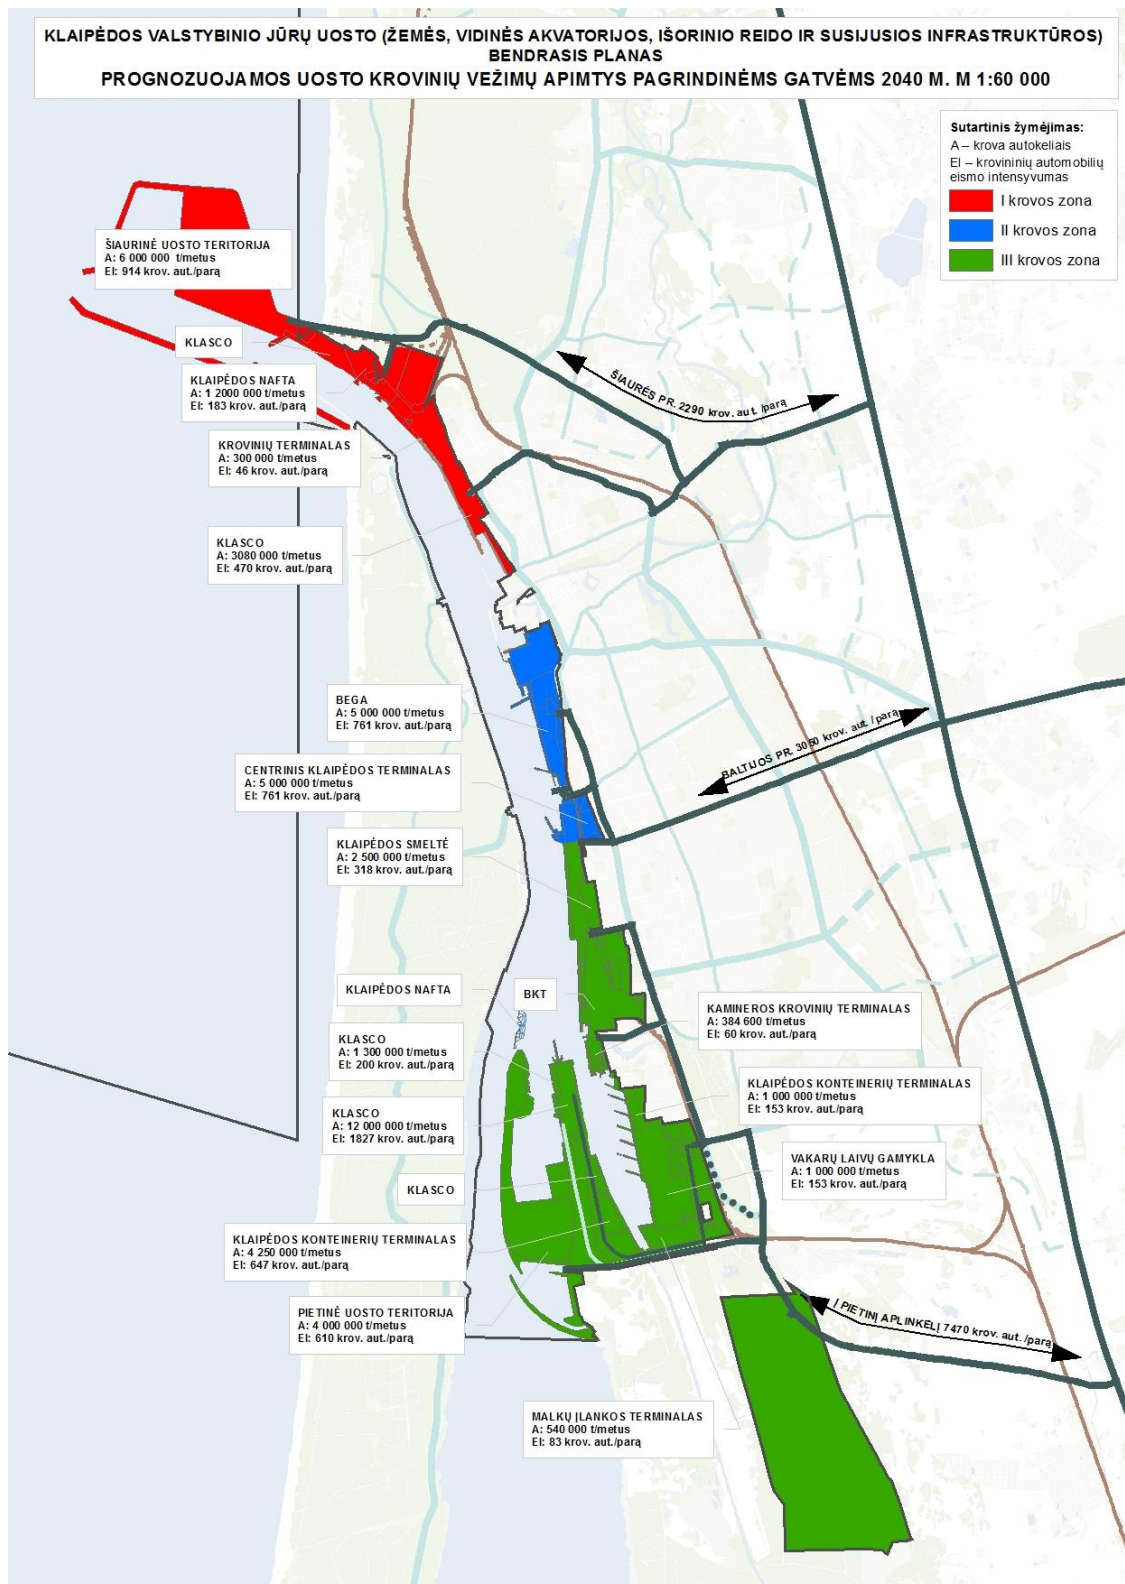 KLAIPĖDOS VALSTYBINIO JŪRŲ UOSTO (ŽEMĖS, VIDINĖS AKVATORIJOS, IŠORINIO REIDO IR SUSIJUSIOS INFRASTRUKTŪROS)
BENDRASIS PLANAS
PROGNOZUOJAMOS UOSTO KROVINIŲ VEŽIMŲ APIMTYS PAGRINDINĖMS GATVĖMS 2040 M. M 1:60 000
Sutartinis žymėjimas:
A – krova autokeliais
EI – krovininių automobilių
eismo intensyvumas
I krovos zona
II krovos zona
III krovos zona
ŠIAURINĖ UOSTO TERITORIJA
A: 6 000 000 t/metus
EI: 914 krov. aut./parą
KLASCO
KLAIPĖDOS NAFTA
A: 1 2000 000 t/metus
EI: 183 krov. aut./parą
ŠIAURĖS PR. 2290 krov. aut. /parą
KROVINIŲ TERMINALAS
A: 300 000 t/metus
EI: 46 krov. aut./parą
KLASCO
A: 3080 000 t/metus
EI: 470 krov. aut./parą
BEGA
A: 5 000 000 t/metus
EI: 761 krov. aut./parą
BALTIJOS PR. 3050 krov. aut. /parą
CENTRINIS KLAIPĖDOS TERMINALAS
A: 5 000 000 t/metus
EI: 761 krov. aut./parą
KLAIPĖDOS SMELTĖ
A: 2 500 000 t/metus
EI: 318 krov. aut./parą
KLAIPĖDOS NAFTA
BKT
KAMINEROS KROVINIŲ TERMINALAS
A: 384 600 t/metus
EI: 60 krov. aut./parą
KLASCO
A: 1 300 000 t/metus
EI: 200 krov. aut./parą
KLAIPĖDOS KONTEINERIŲ TERMINALAS
A: 1 000 000 t/metus
EI: 153 krov. aut./parą
KLASCO
A: 12 000 000 t/metus
EI: 1827 krov. aut./parą
VAKARŲ LAIVŲ GAMYKLA
A: 1 000 000 t/metus
EI: 153 krov. aut./parą
KLASCO
KLAIPĖDOS KONTEINERIŲ TERMINALAS
A: 4 250 000 t/metus
EI: 647 krov. aut./parą
PIETINĖ UOSTO TERITORIJA
A: 4 000 000 t/metus
EI: 610 krov. aut./parą
Į PIETINĮ APLINKELĮ 7470 krov. aut. /parą
MALKŲ ĮLANKOS TERMINALAS
A: 540 000 t/metus
EI: 83 krov. aut./parą